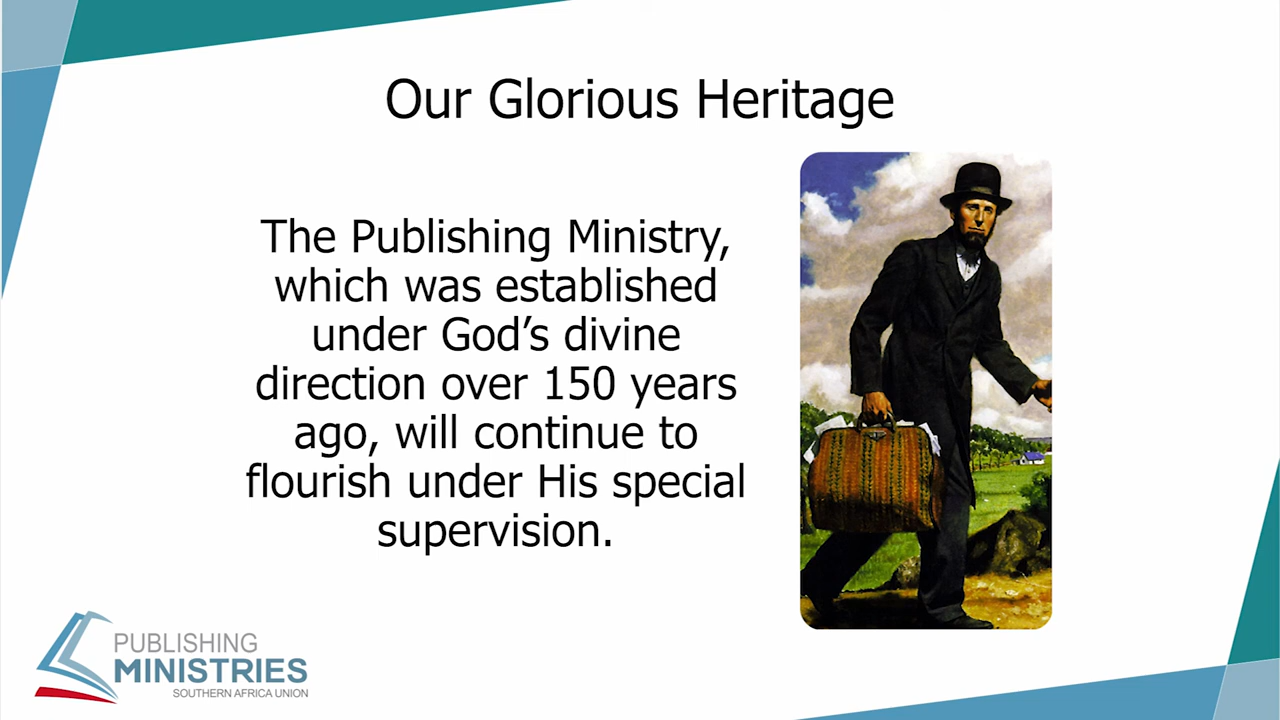 Our Glorious Heritage
The Publishing Ministry,
which was established
under God’s divine
direction over 150 years
ago, will continue to
flourish under His special
supervision.
PUBLISHING
MINISTRIES
SOUTHERN AFRICA UNION